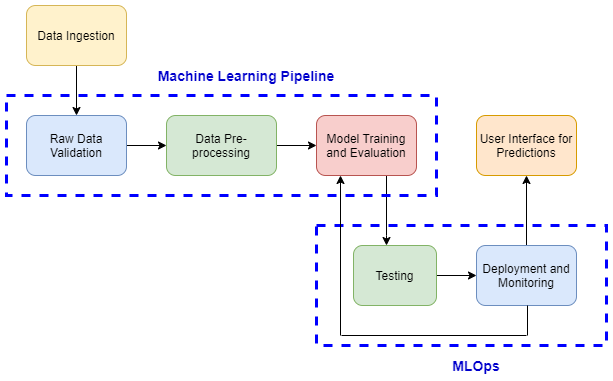 Data Ingestion
Machine Learning Pipeline
Raw Data
Validation
Data Pre-
processing
Model Training
and Evaluation
User Interface for
Predictions
Testing
Deployment and
Monitoring
MLOps